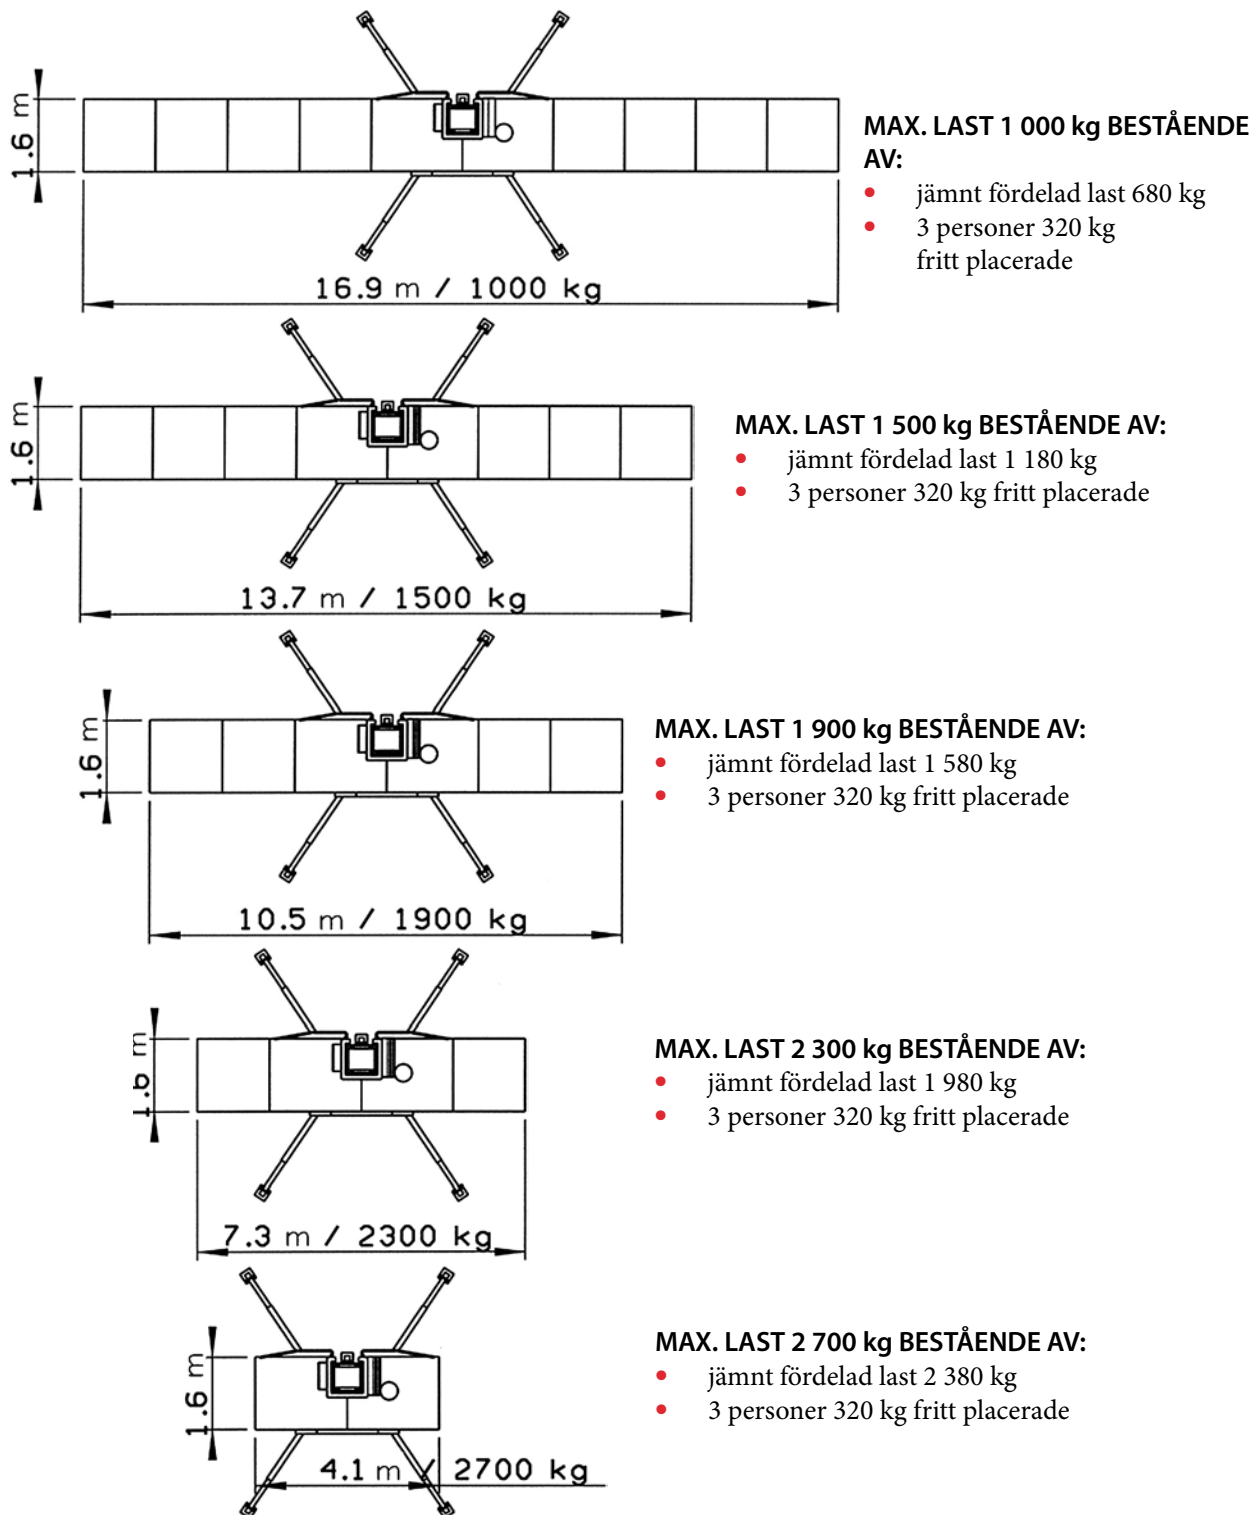 1.6 m
MAX. LAST 1 000 kg BESTÅENDE
AV:
• jämnt fördelad last 680 kg
• 3 personer 320 kg
fritt placerade
16.9 m / 1000 kg
1.6 m
MAX. LAST 1 500 kg BESTÅENDE AV:
• jämnt fördelad last 1 180 kg
• 3 personer 320 kg fritt placerade
13.7 m / 1500 kg
1.6 m
MAX. LAST 1 900 kg BESTÅENDE AV:
• jämnt fördelad last 1 580 kg
• 3 personer 320 kg fritt placerade
10.5 m / 1900 kg
1.6 m
MAX. LAST 2 300 kg BESTÅENDE AV:
• jämnt fördelad last 1 980 kg
• 3 personer 320 kg fritt placerade
7.3 m / 2300 kg
1.6 m
MAX. LAST 2 700 kg BESTÅENDE AV:
• jämnt fördelad last 2 380 kg
• 3 personer 320 kg fritt placerade
4.1 m / 2700 kg